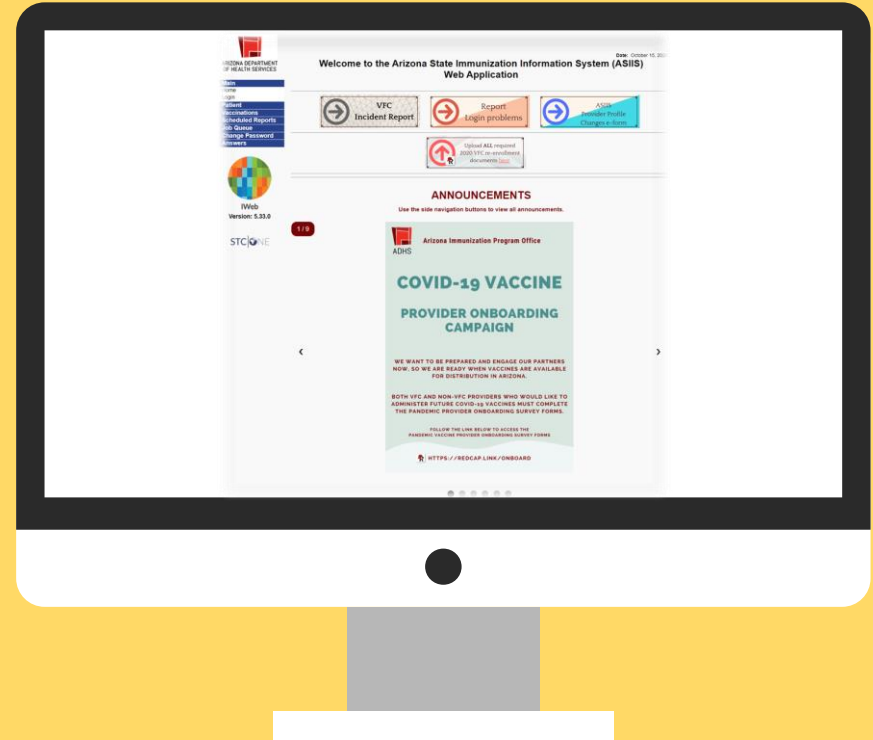 ARIZONA DEPARTMENT
OF HEALTH SERVICES
Date: October 15,
Welcome to the Arizona State Immunization Information System (ASIIS)
Web Application
Main
Home
Login
Patient
Vaccinations
Scheduled Reports
Job Queue
Change Password
Answers
VFC
Incident Report
Report
Login problems
ASIIS
Provider Profile
Changes e-form
Upload ALL required
2020 VFC re-enrollment
documents here
IWeb
Version: 5.33.0
STC|ONE
ANNOUNCEMENTS
Use the side navigation buttons to view all announcements.
ADHS
Arizona Immunization Program Office
COVID-19 VACCINE
PROVIDER ONBOARDING
CAMPAIGN
WE WANT TO BE PREPARED AND ENGAGE OUR PARTNERS
NOW, SO WE ARE READY WHEN VACCINES ARE AVAILABLE
FOR DISTRIBUTION IN ARIZONA.
BOTH VFC AND NON-VFC PROVIDERS WHO WOULD LIKE TO
ADMINISTER FUTURE COVID-19 VACCINES MUST COMPLETE
THE PANDEMIC PROVIDER ONBOARDING SURVEY FORMS.
FOLLOW THE LINK BELOW TO ACCESS THE
PANDEMIC VACCINE PROVIDER ONBOARDING SURVEY FORMS
HTTPS://REDCAP.LINK/ONBOARD